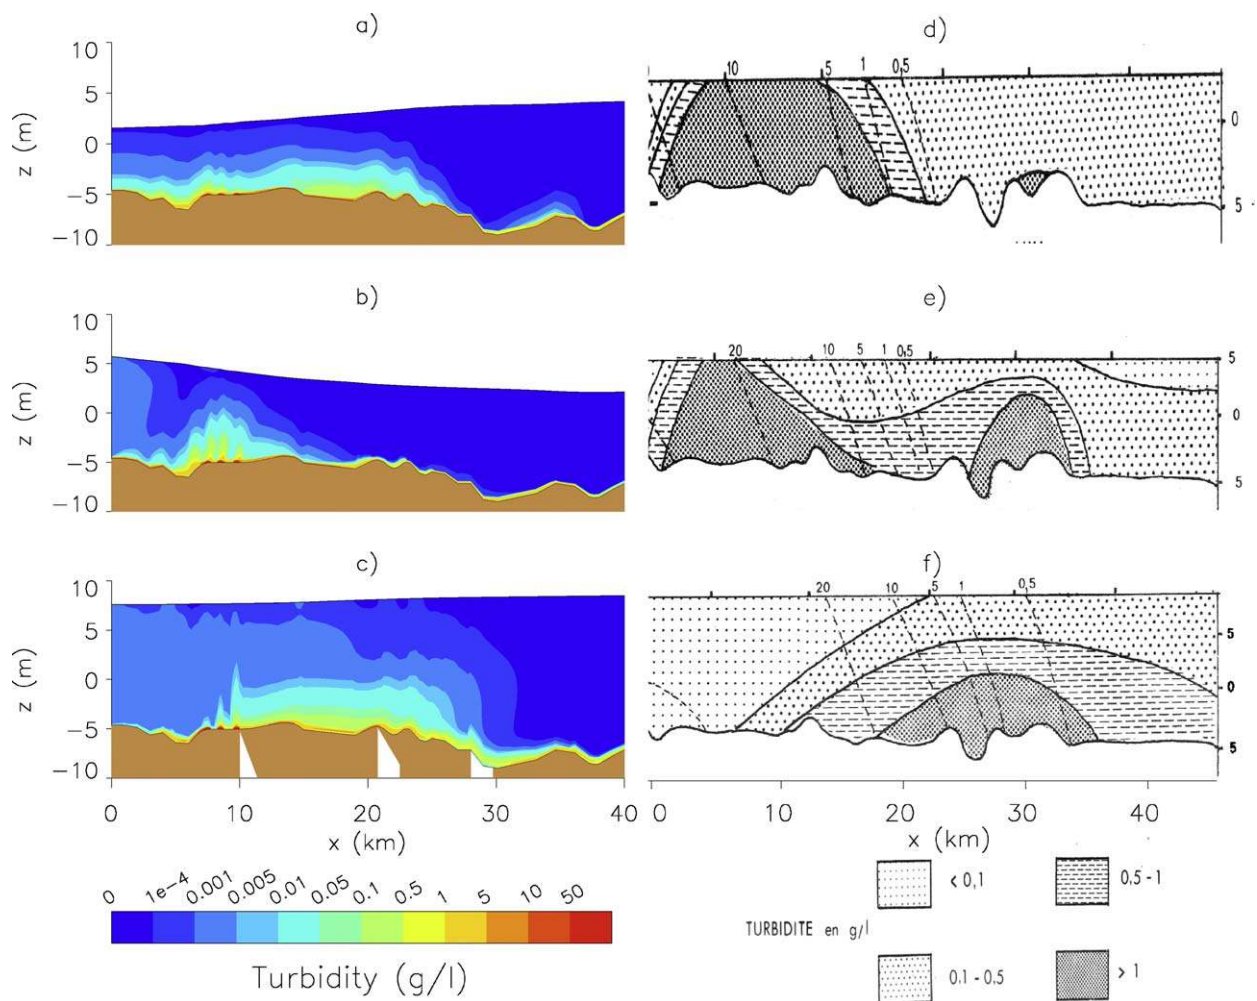 a)
10
5
0
−5
−10
z (m)
b)
10
5
0
−5
−10
z (m)
c)
10
5
0
−5
−10
z (m)
0 10 20 30 40
x (km)
0 1e−4 0.001 0.005 0.01 0.05 0.1 0.5 1 5 10 50
Turbidity (g/l)
d)
10 5 1 0,5
0
5
e)
20 10 5 1 0,5
5
0
5
f)
20 10 5 1 0,5
5
0
5
0 10 20 30 40
x (km)
< 0,1
0,5 - 1
TURBIDITE en g/l
0,1 - 0,5
> 1